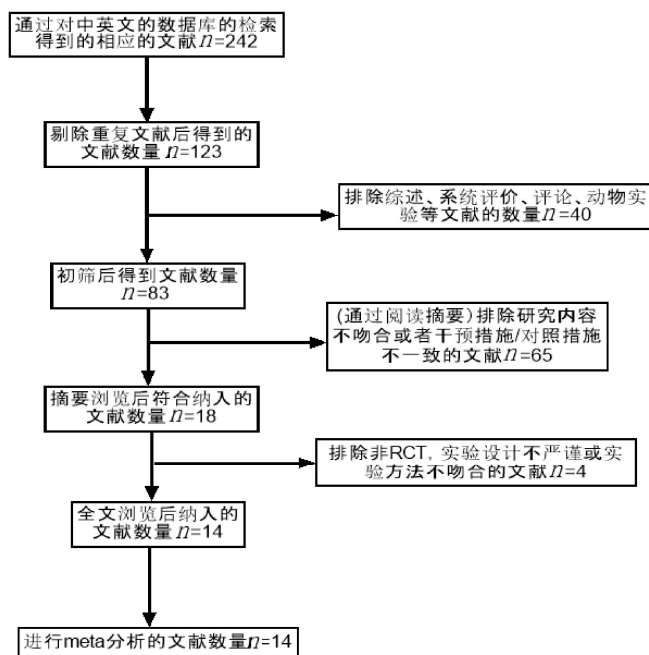 通过对中英文的数据库的检索
得到的相应的文献n=242
剔除重复文献后得到的
文献数量n=123
排除综述、系统评价、评论、动物实
验等文献的数量n=40
初筛后得到文献数量
n=83
(通过阅读摘要)排除研究内容
不吻合或者干预措施/对照措施
不一致的文献n=65
摘要浏览后符合纳入的
文献数量n=18
排除非RCT, 实验设计不严谨或实
验方法不吻合的文献n=4
全文浏览后纳入的
文献数量n=14
进行meta分析的文献数量n=14